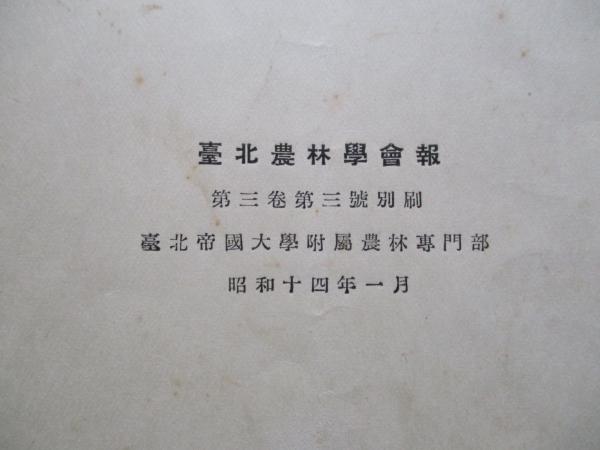 臺北農林學會報
第三卷第三號別刷
臺北帝國大學附屬農林專門部
昭和十四年一月